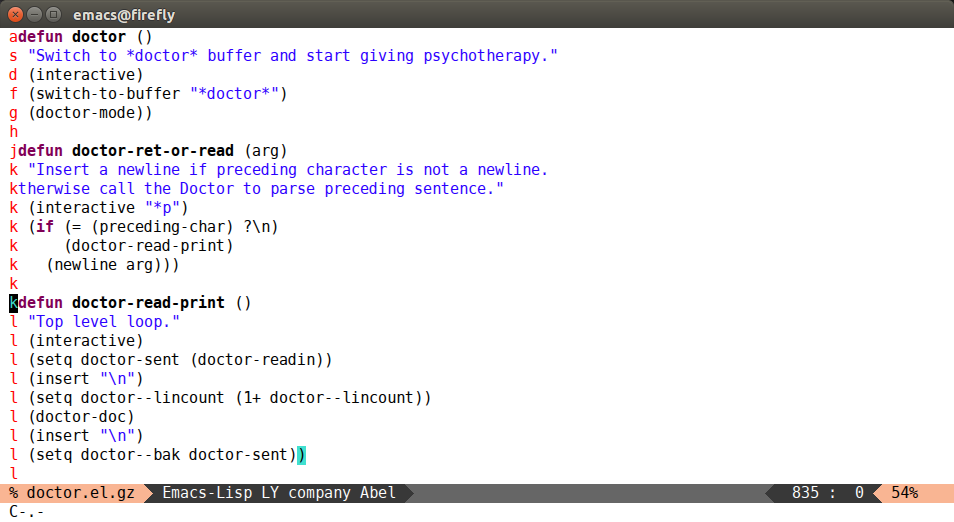 emacs@firefly
adefun doctor ()
s "Switch to *doctor* buffer and start giving psychotherapy."
d (interactive)
f (switch-to-buffer "*doctor*")
g (doctor-mode))
h
jdefun doctor-ret-or-read (arg)
k "Insert a newline if preceding character is not a newline.
ktherwise call the Doctor to parse preceding sentence."
k (interactive "*p")
k (if (= (preceding-char) ?\n)
k     (doctor-read-print)
k   (newline arg)))
k
kdefun doctor-read-print ()
l "Top level loop."
l (interactive)
l (setq doctor-sent (doctor-readin))
l (insert "\n")
l (setq doctor--lincount (1+ doctor--lincount))
l (doctor-doc)
l (insert "\n")
l (setq doctor--bak doctor-sent))
l
% doctor.el.gz Emacs-Lisp LY company Abel 835 : 0 54%
C-.-